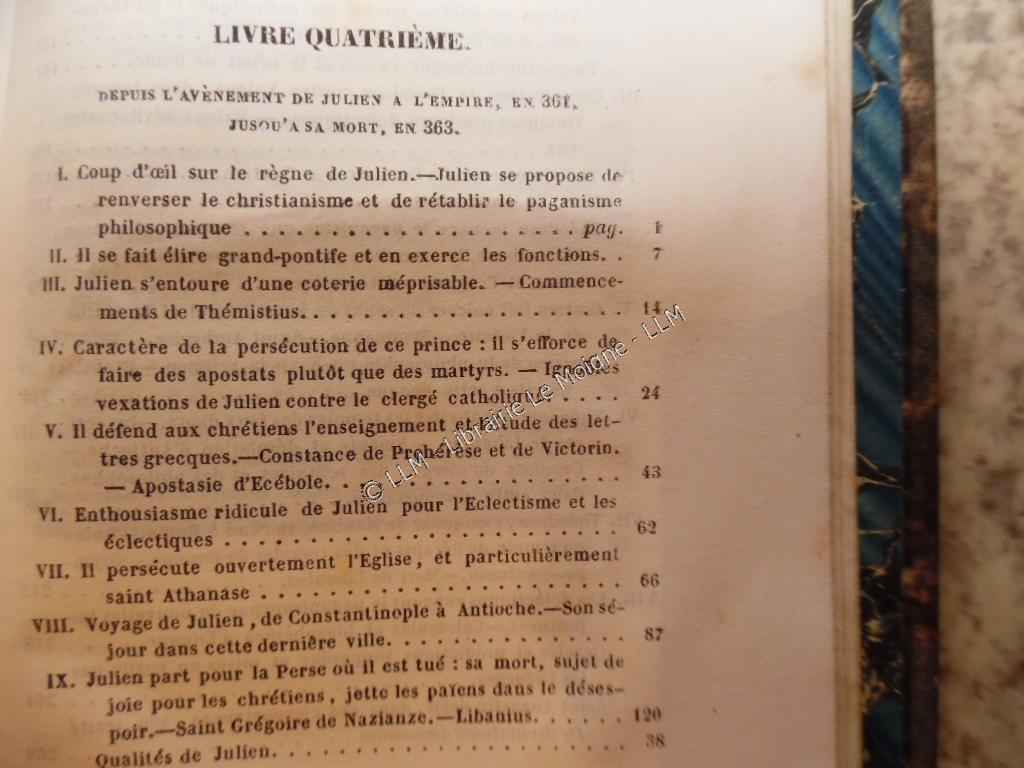 LIVRE QUATRIÈME.
DEPUIS L'AVÈNEMENT DE JULIEN A L'EMPIRE, EN 361,
JUSQU'A SA MORT, EN 363.
I. Coup d'œil sur le règne de Julien.—Julien se propose de
renverser le christianisme et de rétablir le paganisme
philosophique . . . . . . . . . . . . . . . . . . . . pag. 1
II. Il se fait élire grand-pontife et en exerce les fonctions. . 7
III. Julien s'entoure d'une coterie méprisable. — Commence-
ments de Thémistius. . . . . . . . . . . . . . . . . . . . 14
IV. Caractère de la persécution de ce prince : il s'efforce de
faire des apostats plutôt que des martyrs. — Ignobles
vexations de Julien contre le clergé catholique. . . . . 24
V. Il défend aux chrétiens l'enseignement et l'étude des let-
tres grecques.—Constance de Prohérèse et de Victorin.
— Apostasie d'Ecébole. . . . . . . . . . . . . . . . . . 43
VI. Enthousiasme ridicule de Julien pour l'Eclectisme et les
éclectiques . . . . . . . . . . . . . . . . . . . . . . . 62
VII. Il persécute ouvertement l'Eglise, et particulièrement
saint Athanase . . . . . . . . . . . . . . . . . . . . . . 66
VIII. Voyage de Julien, de Constantinople à Antioche.—Son sé-
jour dans cette dernière ville. . . . . . . . . . . . . . . 87
IX. Julien part pour la Perse où il est tué : sa mort, sujet de
joie pour les chrétiens, jette les païens dans le déses-
poir.—Saint Grégoire de Nazianze.—Libanius. . . . . . 120
Qualités de Julien. . . . . . . . . . . . . . . . . . . . 38
© LLM - Librairie Le Moigne - LLM